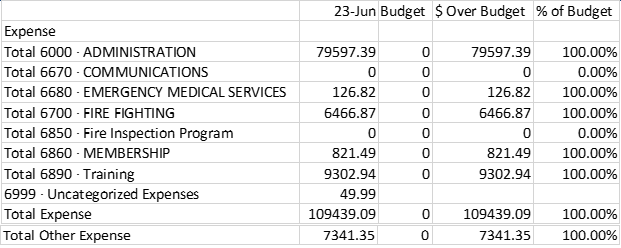 23-Jun Budget $ Over Budget % of Budget
Expense
Total 6000 · ADMINISTRATION 79597.39 0 79597.39 100.00%
Total 6670 · COMMUNICATIONS 0 0 0 0.00%
Total 6680 · EMERGENCY MEDICAL SERVICES 126.82 0 126.82 100.00%
Total 6700 · FIRE FIGHTING 6466.87 0 6466.87 100.00%
Total 6850 · Fire Inspection Program 0 0 0 0.00%
Total 6860 · MEMBERSHIP 821.49 0 821.49 100.00%
Total 6890 · Training 9302.94 0 9302.94 100.00%
6999 · Uncategorized Expenses 49.99
Total Expense 109439.09 0 109439.09 100.00%
Total Other Expense 7341.35 0 7341.35 100.00%